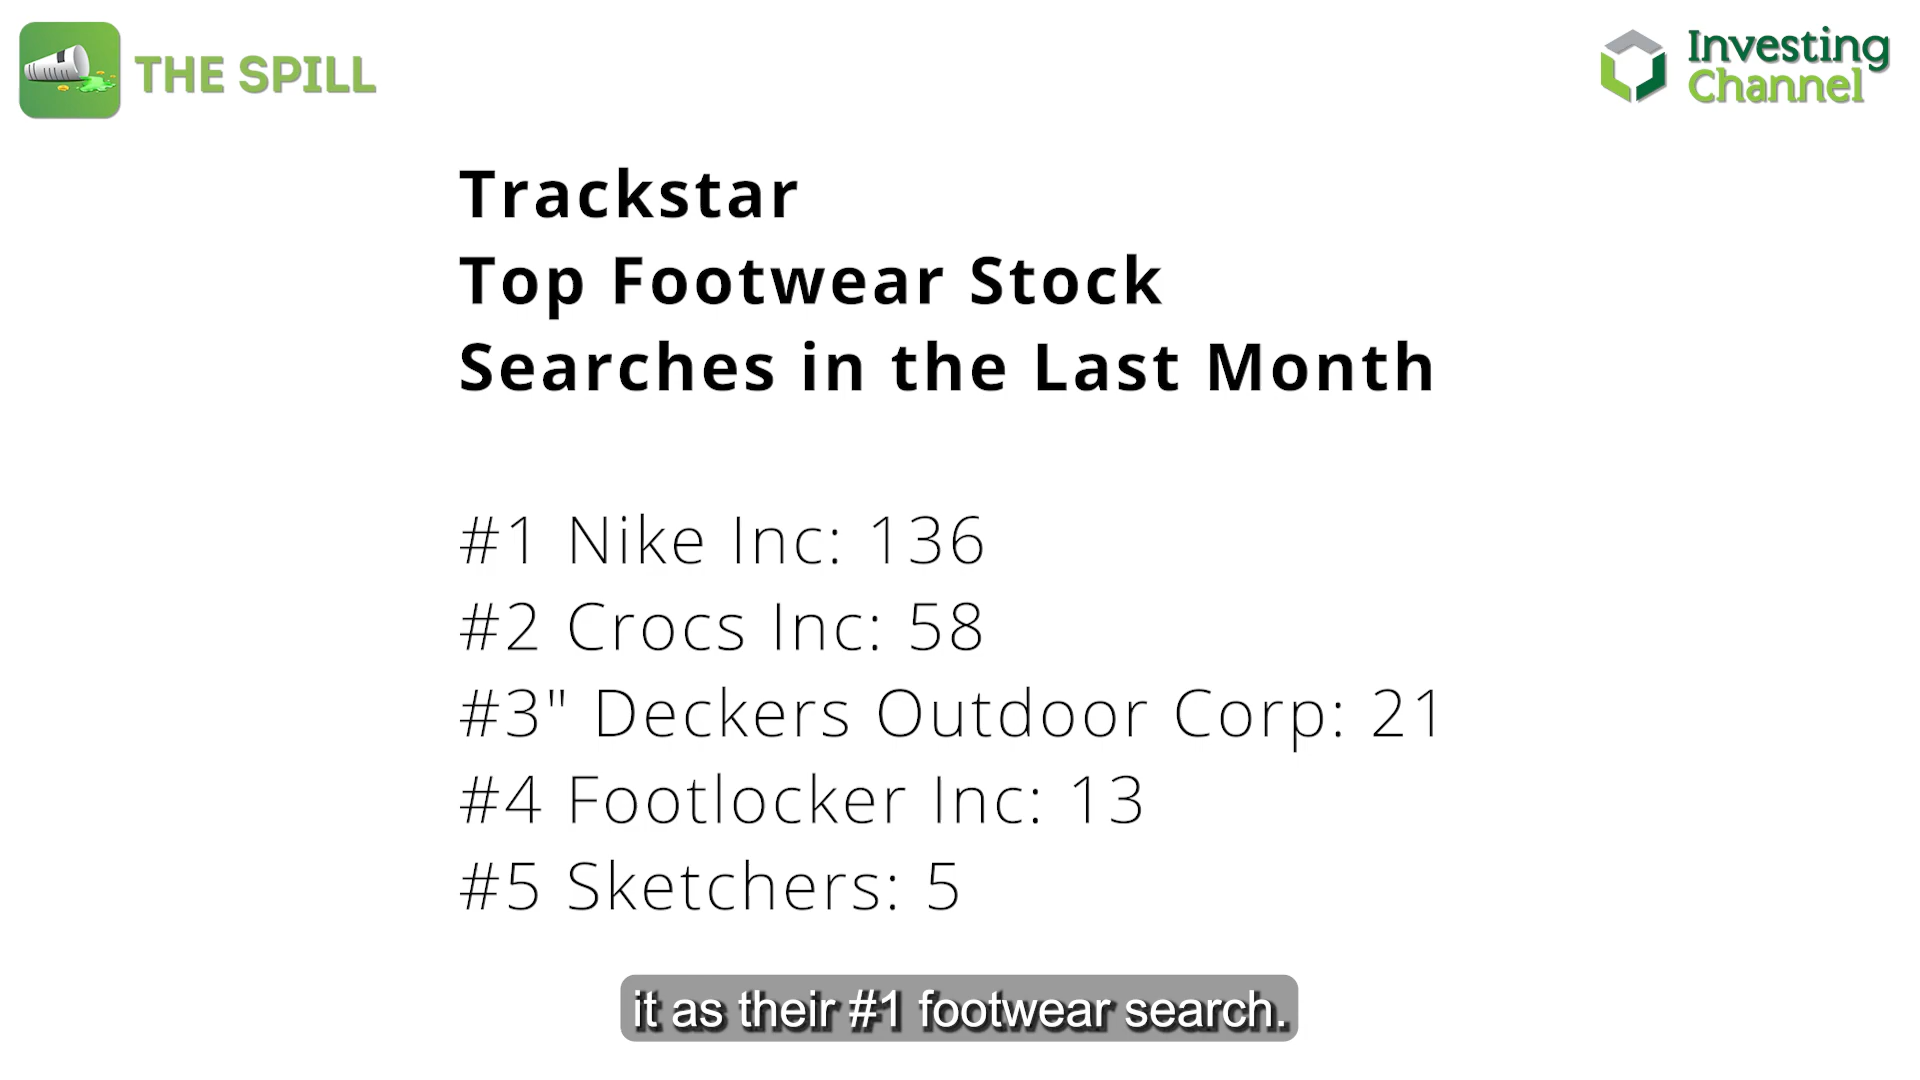 THE SPILL
Investing
Channel
Trackstar
Top Footwear Stock
Searches in the Last Month
#1 Nike Inc: 136
#2 Crocs Inc: 58
#3" Deckers Outdoor Corp: 21
#4 Footlocker Inc: 13
#5 Sketchers: 5
it as their #1 footwear search.